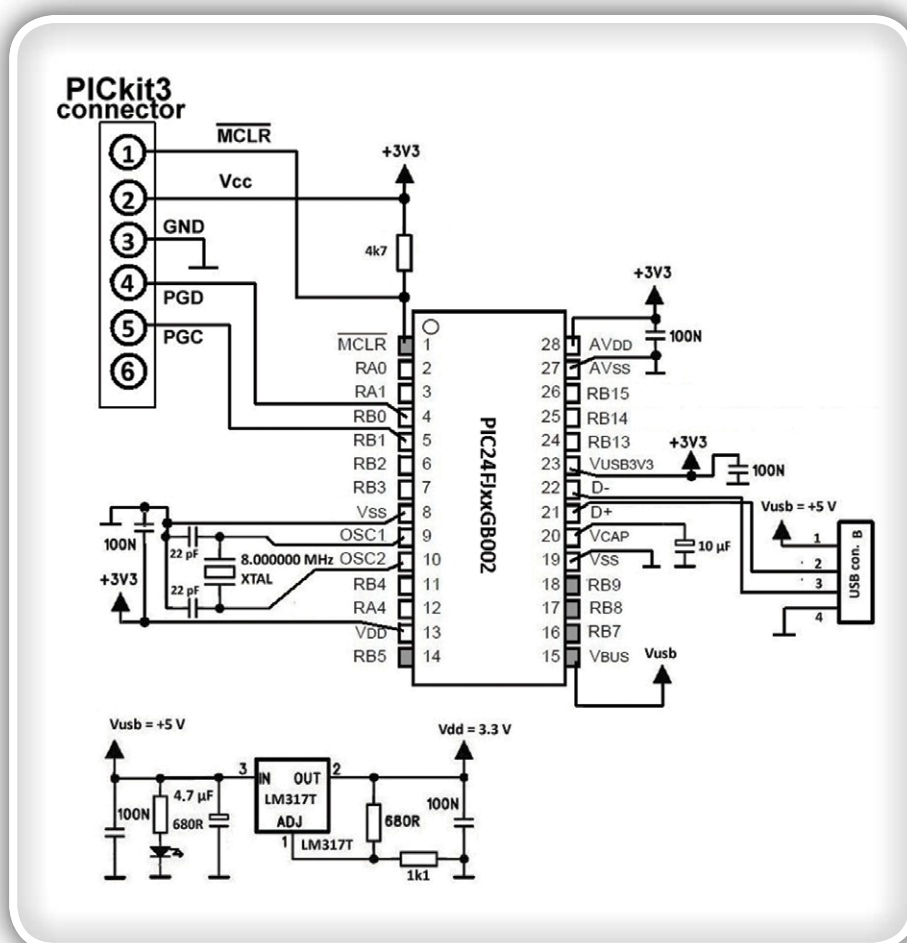 PICkit3
connector
1
2
3
4
5
6
MCLR
Vcc
GND
PGD
PGC
+3V3
4k7
PIC24FJxxGB002
MCLR 1
RA0 2
RA1 3
RB0 4
RB1 5
RB2 6
RB3 7
VSS 8
OSC1 9
OSC2 10
RB4 11
RA4 12
VDD 13
RB5 14
28 AVDD
27 AVSS
26 RB15
25 RB14
24 RB13
23 VUSB3V3
22 D-
21 D+
20 VCAP
19 VSS
18 RB9
17 RB8
16 RB7
15 VBUS
+3V3
100N
+3V3
100N
10 µF
Vusb = +5 V
1
2
3
4
USB con. B
Vusb
100N
+3V3
22 pF
22 pF
8.000000 MHz
XTAL
Vusb = +5 V
100N
4.7 µF
680R
3 IN OUT 2
LM317T
ADJ
1 LM317T
680R
1k1
100N
Vdd = 3.3 V